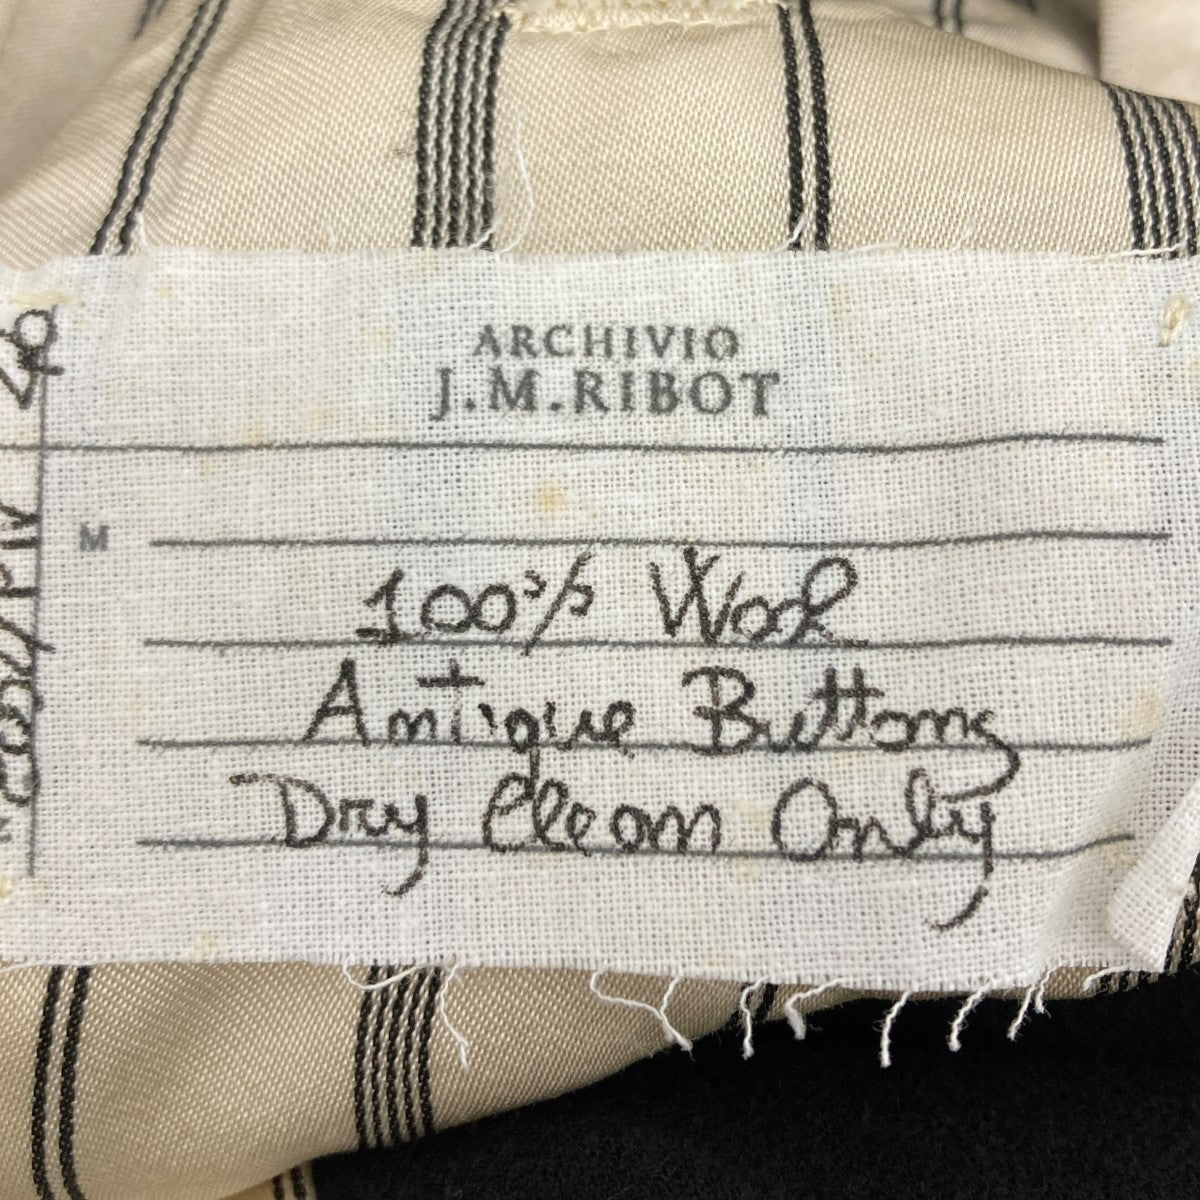 ARCHIVIO
J.M.RIBOT
M
100% Wool
Antique Buttons
Dry Clean Only